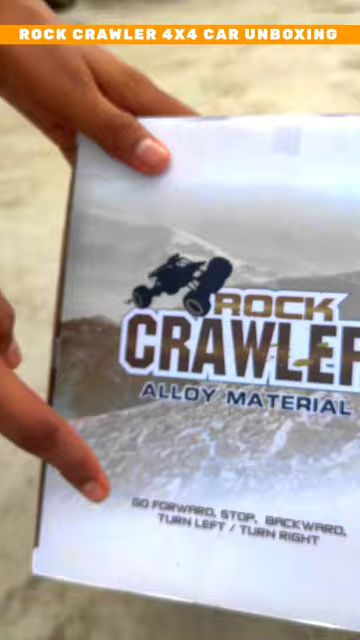 ROCK CRAWLER 4X4 CAR UNBOXING
ROCK
CRAWLER
ALLOY MATERIAL
GO FORWARD, STOP, BACKWARD,
TURN LEFT / TURN RIGHT